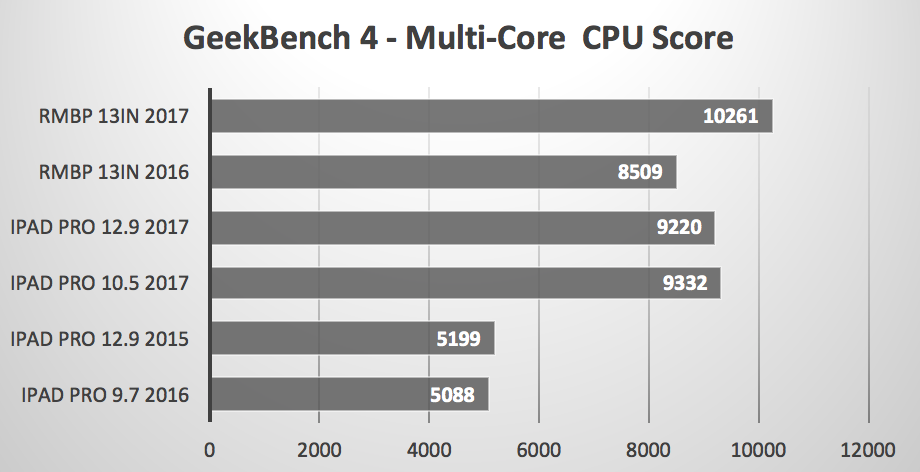 GeekBench 4 - Multi-Core CPU Score
RMBP 13IN 2017 10261
RMBP 13IN 2016 8509
IPAD PRO 12.9 2017 9220
IPAD PRO 10.5 2017 9332
IPAD PRO 12.9 2015 5199
IPAD PRO 9.7 2016 5088
0 2000 4000 6000 8000 10000 12000